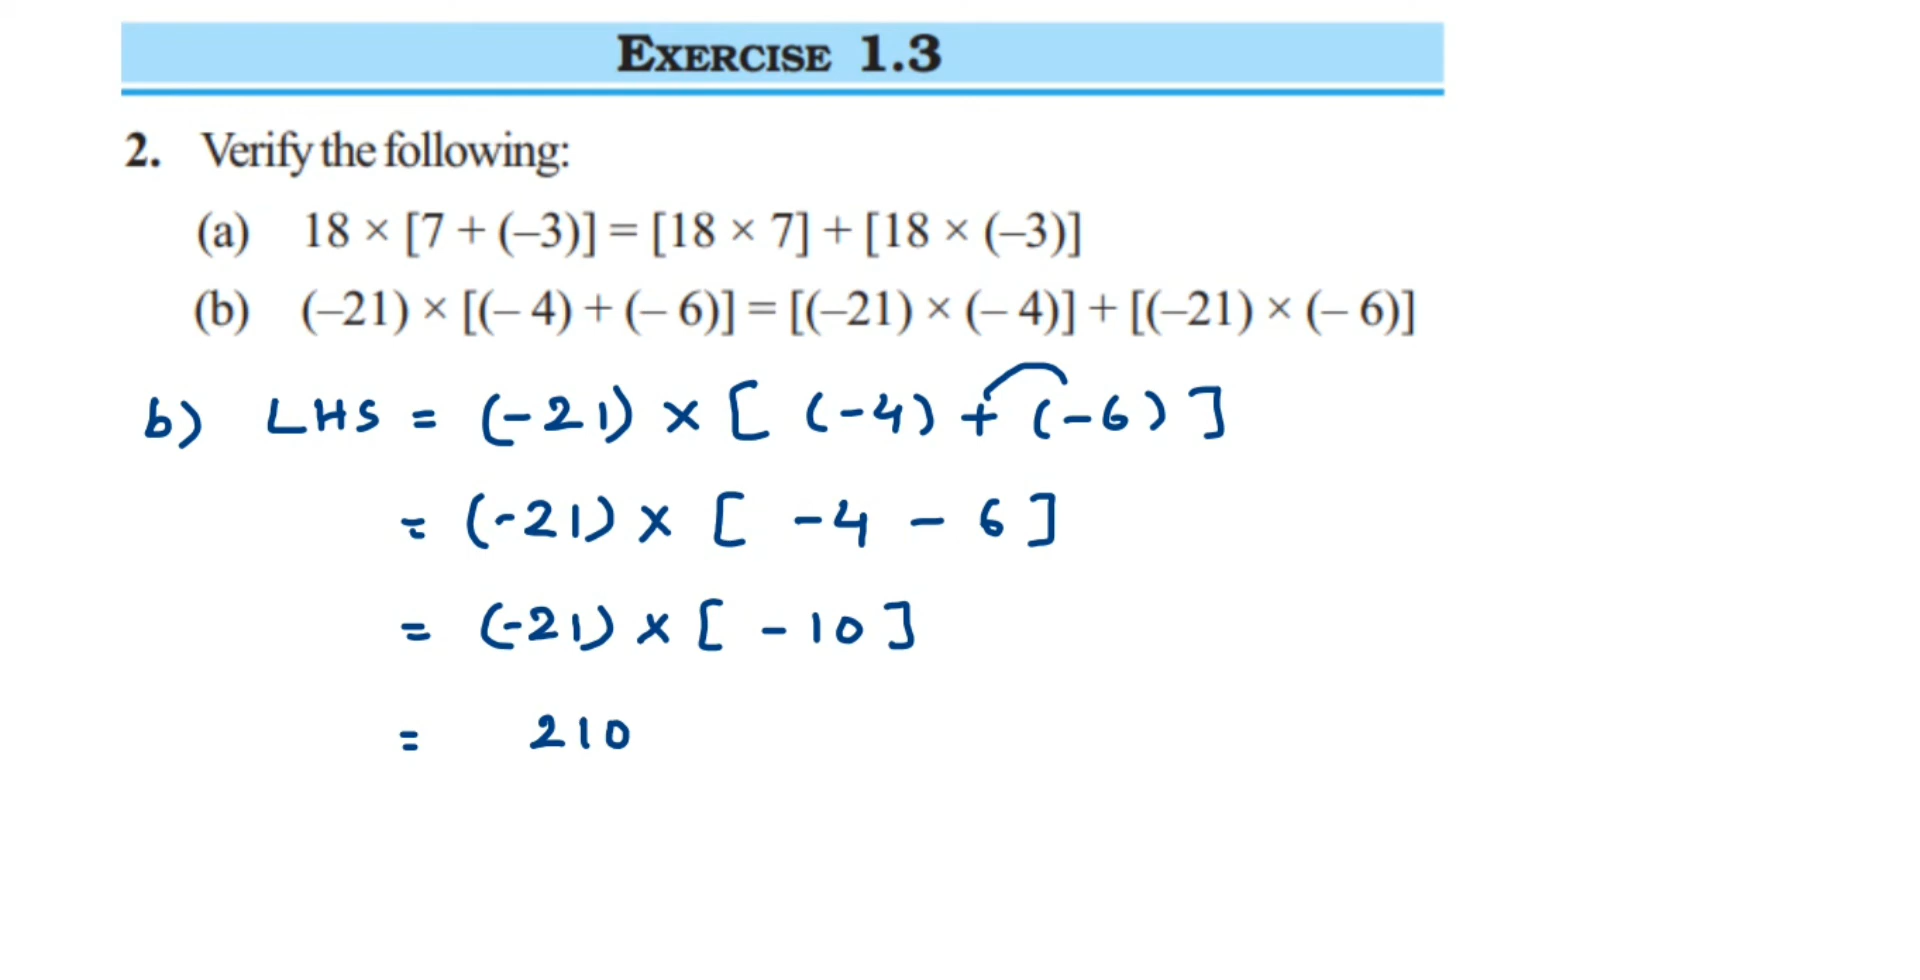 EXERCISE 1.3
2. Verify the following:
(a) 18 × [7 + (–3)] = [18 × 7] + [18 × (–3)]
(b) (–21) × [(– 4) + (– 6)] = [(–21) × (– 4)] + [(–21) × (– 6)]
b) LHS = (-21) × [ (-4) + (-6) ]
= (-21) × [ -4 - 6 ]
= (-21) × [ -10 ]
= 210